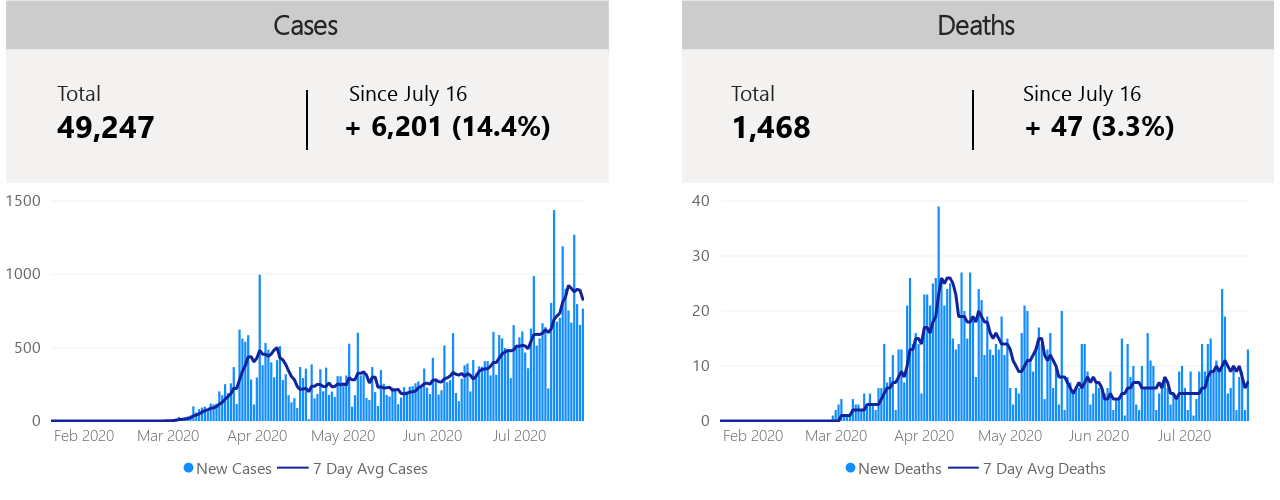 Cases
Total
49,247
Since July 16
+ 6,201 (14.4%)
1500
1000
500
0
Feb 2020 Mar 2020 Apr 2020 May 2020 Jun 2020 Jul 2020
New Cases 7 Day Avg Cases
Deaths
Total
1,468
Since July 16
+ 47 (3.3%)
40
30
20
10
0
Feb 2020 Mar 2020 Apr 2020 May 2020 Jun 2020 Jul 2020
New Deaths 7 Day Avg Deaths